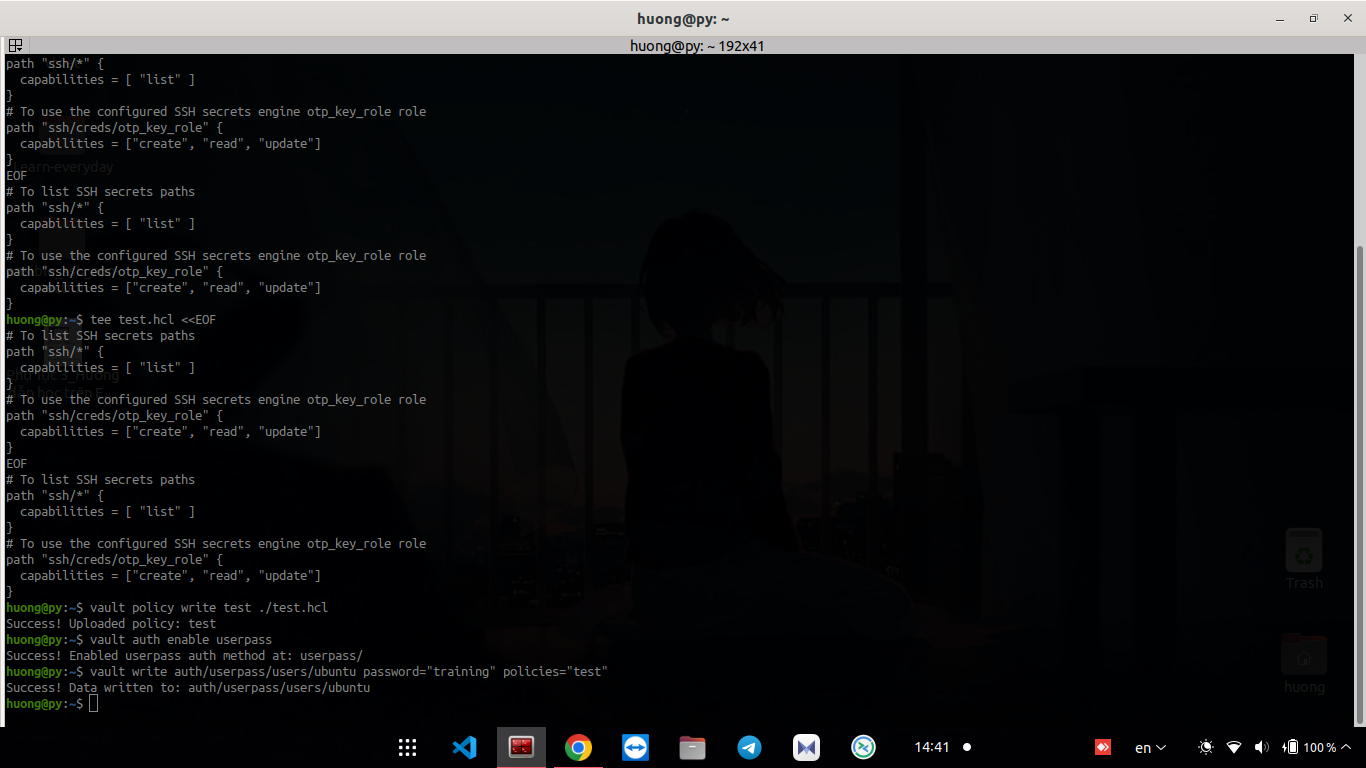 huong@py: ~
huong@py: ~ 192x41
path "ssh/*" {
  capabilities = [ "list" ]
}
# To use the configured SSH secrets engine otp_key_role role
path "ssh/creds/otp_key_role" {
  capabilities = ["create", "read", "update"]
}
Learn-everyday
EOF
# To list SSH secrets paths
path "ssh/*" {
  capabilities = [ "list" ]
}
# To use the configured SSH secrets engine otp_key_role role
path "ssh/creds/otp_key_role" {
  capabilities = ["create", "read", "update"]
}
huong@py:~$ tee test.hcl <<EOF
# To list SSH secrets paths
path "ssh/*" {
  capabilities = [ "list" ]
}
# To use the configured SSH secrets engine otp_key_role role
path "ssh/creds/otp_key_role" {
  capabilities = ["create", "read", "update"]
}
EOF
# To list SSH secrets paths
path "ssh/*" {
  capabilities = [ "list" ]
}
# To use the configured SSH secrets engine otp_key_role role
path "ssh/creds/otp_key_role" {
  capabilities = ["create", "read", "update"]
}
huong@py:~$ vault policy write test ./test.hcl
Success! Uploaded policy: test
huong@py:~$ vault auth enable userpass
Success! Enabled userpass auth method at: userpass/
huong@py:~$ vault write auth/userpass/users/ubuntu password="training" policies="test"
Success! Data written to: auth/userpass/users/ubuntu
huong@py:~$
Trash
huong
14:41
en
100 %